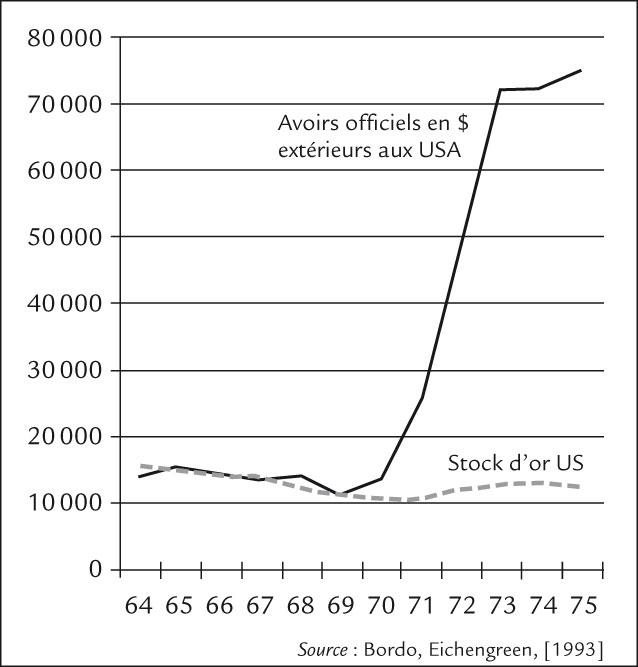 80 000
70 000
60 000
50 000
40 000
30 000
20 000
10 000
0
Avoirs officiels en $
extérieurs aux USA
Stock d'or US
64 65 66 67 68 69 70 71 72 73 74 75
Source : Bordo, Eichengreen, [1993]